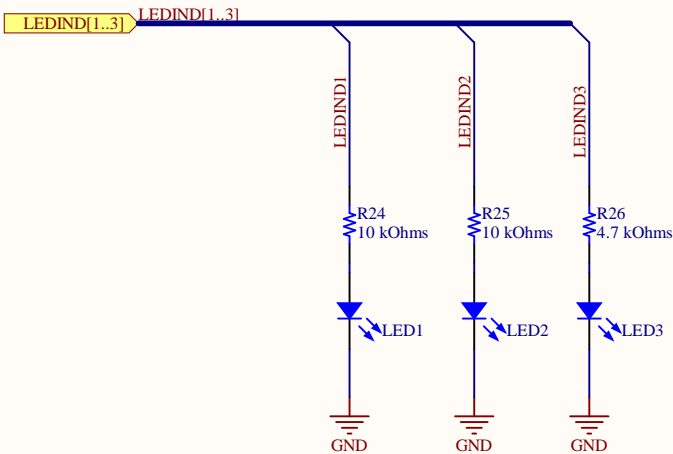 LEDIND[1..3]
LEDIND[1..3]
LEDIND1
LEDIND2
LEDIND3
R24
10 kOhms
R25
10 kOhms
R26
4.7 kOhms
LED1
LED2
LED3
GND
GND
GND